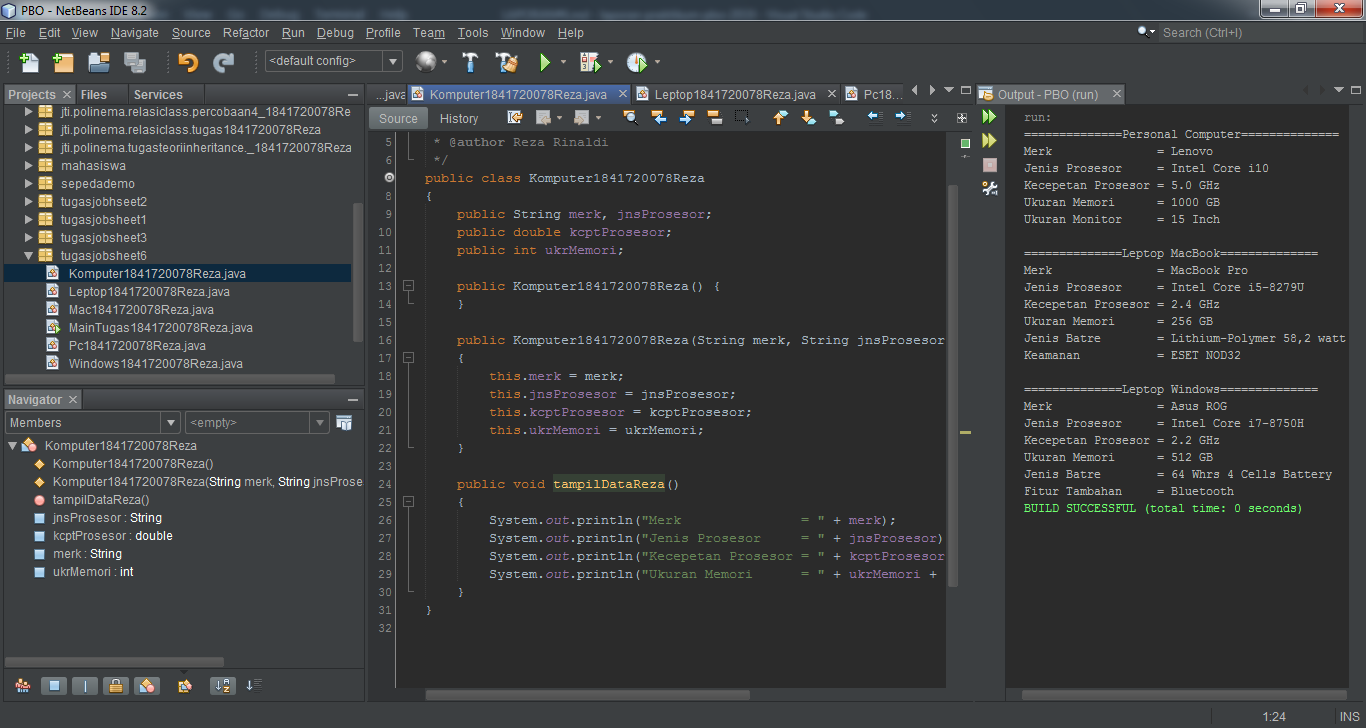 PBO - NetBeans IDE 8.2
File Edit View Navigate Source Refactor Run Debug Profile Team Tools Window Help
Search (Ctrl+I)
<default config>
Projects Files Services
jti.polinema.relasiclass.percobaan4_1841720078Re
jti.polinema.relasiclass.tugas1841720078Reza
jti.polinema.tugasteoriinheritance._1841720078Reza
mahasiswa
sepedademo
tugasjobhseet2
tugasjobsheet1
tugasjobsheet3
tugasjobsheet6
Komputer1841720078Reza.java
Leptop1841720078Reza.java
Mac1841720078Reza.java
MainTugas1841720078Reza.java
Pc1841720078Reza.java
Windows1841720078Reza.java
Navigator
Members <empty>
Komputer1841720078Reza
Komputer1841720078Reza()
Komputer1841720078Reza(String merk, String jnsProse
tampilDataReza()
jnsProsesor : String
kcptProsesor : double
merk : String
ukrMemori : int
...java Komputer1841720078Reza.java Leptop1841720078Reza.java Pc18...
Source History
5 * @author Reza Rinaldi
6 */
public class Komputer1841720078Reza
8 {
9 public String merk, jnsProsesor;
10 public double kcptProsesor;
11 public int ukrMemori;
12
13 public Komputer1841720078Reza() {
14 }
15
16 public Komputer1841720078Reza(String merk, String jnsProsesor
17 {
18 this.merk = merk;
19 this.jnsProsesor = jnsProsesor;
20 this.kcptProsesor = kcptProsesor;
21 this.ukrMemori = ukrMemori;
22 }
23
24 public void tampilDataReza()
25 {
26 System.out.println("Merk = " + merk);
27 System.out.println("Jenis Prosesor = " + jnsProsesor)
28 System.out.println("Kecepetan Prosesor = " + kcptProsesor
29 System.out.println("Ukuran Memori = " + ukrMemori +
30 }
31 }
32
Output - PBO (run)
run:
==============Personal Computer==============
Merk = Lenovo
Jenis Prosesor = Intel Core i10
Kecepetan Prosesor = 5.0 GHz
Ukuran Memori = 1000 GB
Ukuran Monitor = 15 Inch
==============Leptop MacBook==============
Merk = MacBook Pro
Jenis Prosesor = Intel Core i5-8279U
Kecepetan Prosesor = 2.4 GHz
Ukuran Memori = 256 GB
Jenis Batre = Lithium-Polymer 58,2 watt
Keamanan = ESET NOD32
==============Leptop Windows==============
Merk = Asus ROG
Jenis Prosesor = Intel Core i7-8750H
Kecepetan Prosesor = 2.2 GHz
Ukuran Memori = 512 GB
Jenis Batre = 64 Whrs 4 Cells Battery
Fitur Tambahan = Bluetooth
BUILD SUCCESSFUL (total time: 0 seconds)
1:24 INS